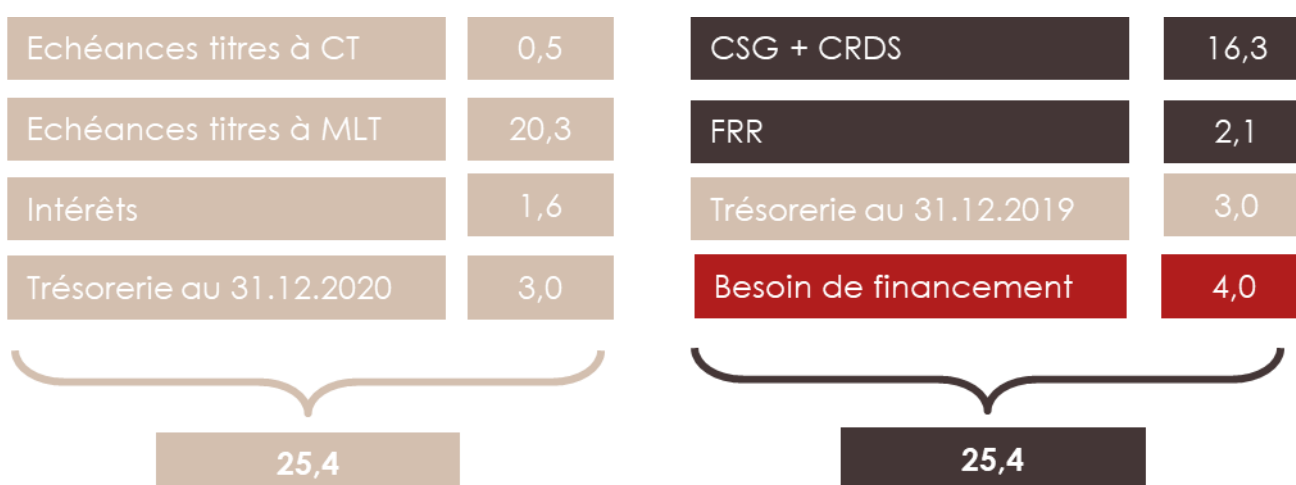 Echéances titres à CT 0,5
Echéances titres à MLT 20,3
Intérêts 1,6
Trésorerie au 31.12.2020 3,0
25,4
CSG + CRDS 16,3
FRR 2,1
Trésorerie au 31.12.2019 3,0
Besoin de financement 4,0
25,4